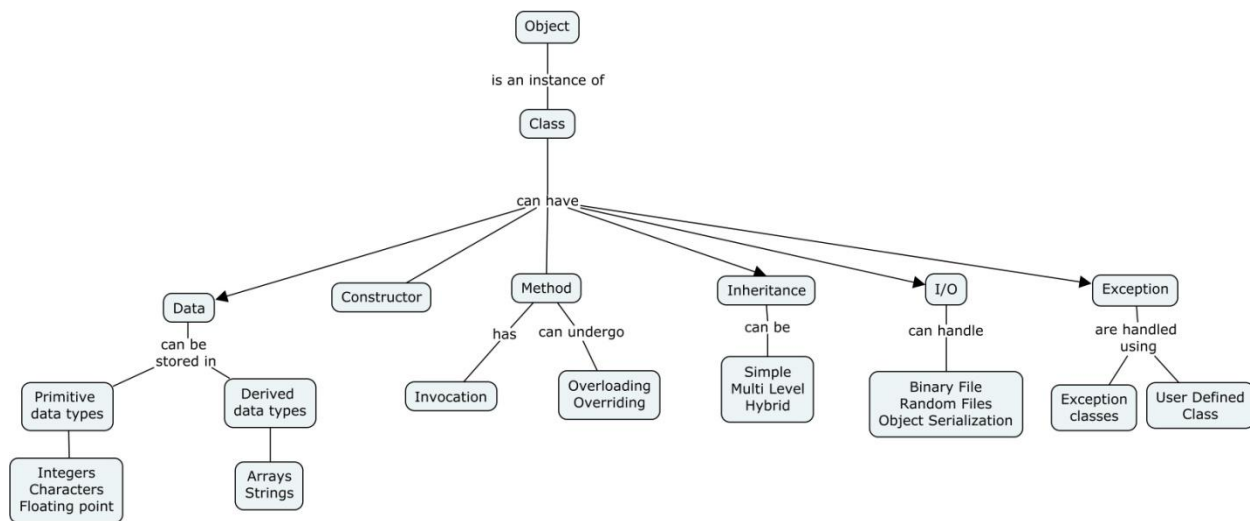 Object
is an instance of
Class
can have
Data
can be
stored in
Primitive
data types
Integers
Characters
Floating point
Derived
data types
Arrays
Strings
Constructor
Method
has
Invocation
can undergo
Overloading
Overriding
Inheritance
can be
Simple
Multi Level
Hybrid
I/O
can handle
Binary File
Random Files
Object Serialization
Exception
are handled
using
Exception
classes
User Defined
Class